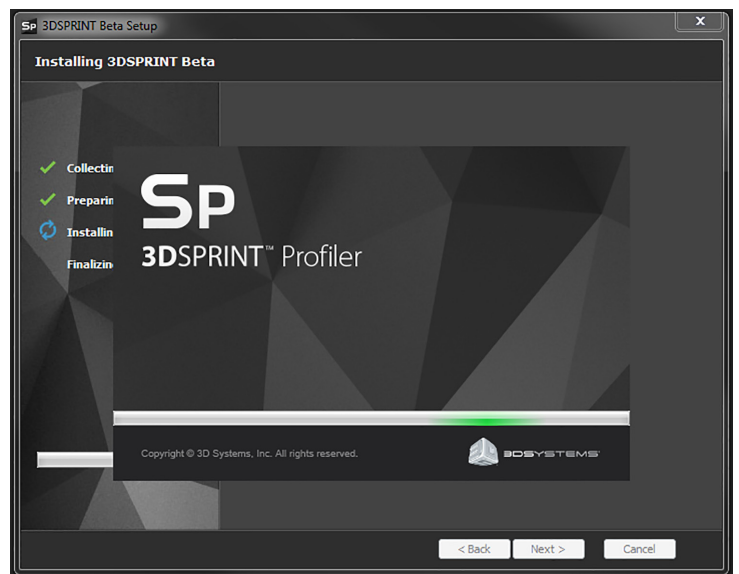 SP 3DSPRINT Beta Setup
X
Installing 3DSPRINT Beta
Collectin
Preparin
Installin
Finalizin
SP
3DSPRINT™ Profiler
Copyright © 3D Systems, Inc. All rights reserved.
3DSYSTEMS
< Back
Next >
Cancel